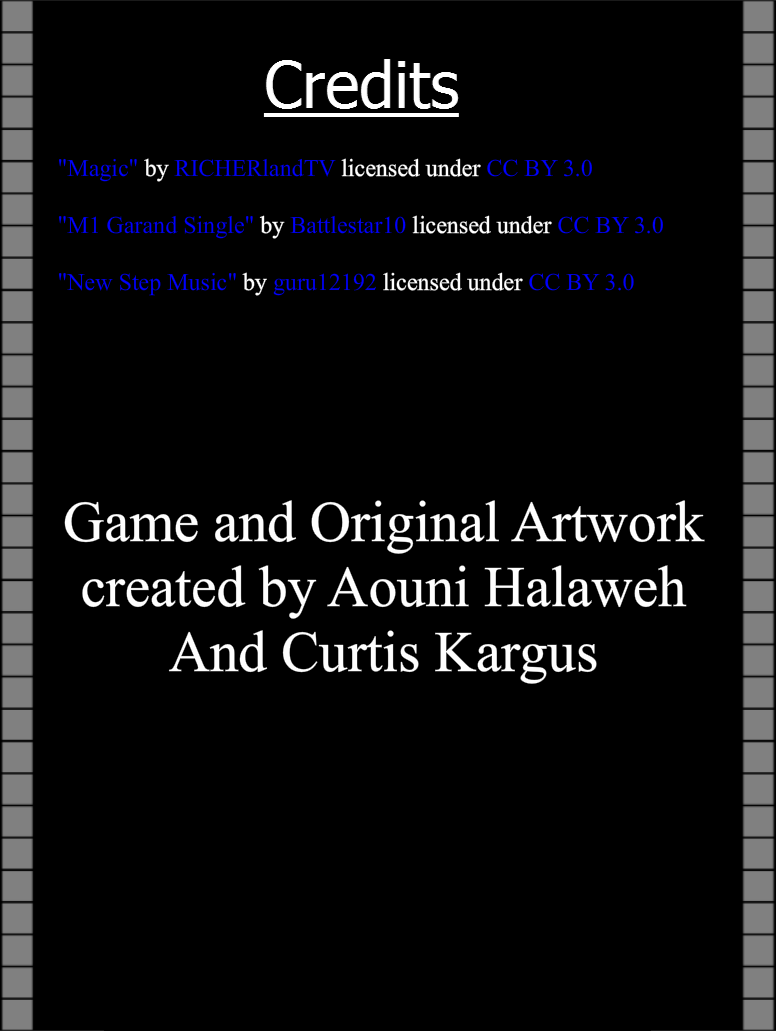 Credits
"Magic" by RICHERlandTV licensed under CC BY 3.0
"M1 Garand Single" by Battlestar10 licensed under CC BY 3.0
"New Step Music" by guru12192 licensed under CC BY 3.0
Game and Original Artwork
created by Aouni Halaweh
And Curtis Kargus